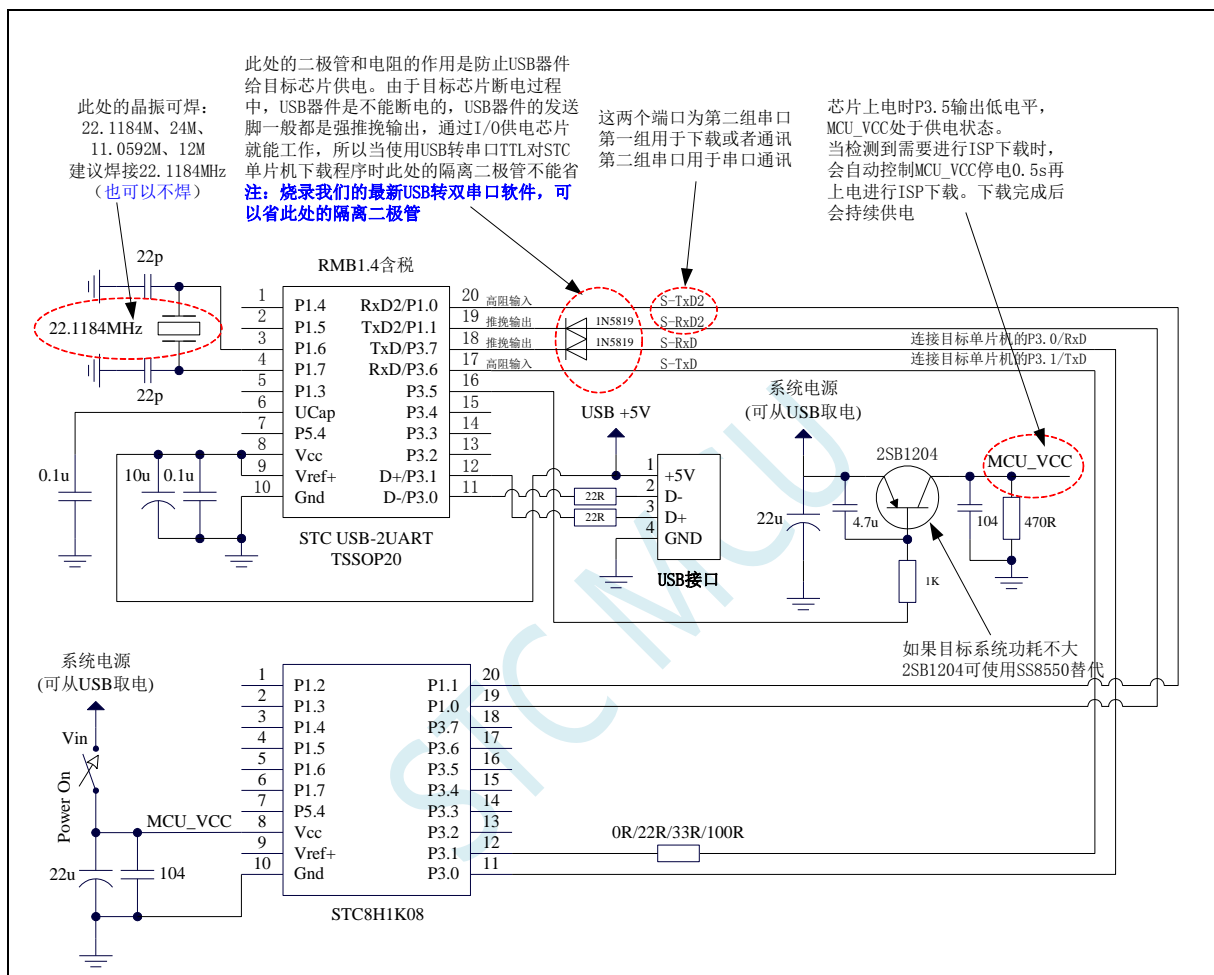 此处的二极管和电阻的作用是防止USB器件
给目标芯片供电。由于目标芯片断电过程
中，USB器件是不能断电的，USB器件的发送
脚一般都是强推挽输出，通过I/O供电芯片
就能工作，所以当使用USB转串口TTL对STC
单片机下载程序时此处的隔离二极管不能省
注：烧录我们的最新USB转双串口软件，可
以省此处的隔离二极管
此处的晶振可焊：
22.1184M、24M、
11.0592M、12M
建议焊接22.1184MHz
（也可以不焊）
这两个端口为第二组串口
第一组用于下载或者通讯
第二组串口用于串口通讯
芯片上电时P3.5输出低电平，
MCU_VCC处于供电状态。
当检测到需要进行ISP下载时，
会自动控制MCU_VCC停电0.5s再
上电进行ISP下载。下载完成后
会持续供电
22p
22.1184MHz
22p
RMB1.4含税
1 P1.4
2 P1.5
3 P1.6
4 P1.7
5 P1.3
6 UCap
7 P5.4
8 Vcc
9 Vref+
10 Gnd
RxD2/P1.0 20
TxD2/P1.1 19
TxD/P3.7 18
RxD/P3.6 17
P3.5 16
P3.4 15
P3.3 14
P3.2 13
D+/P3.1 12
D-/P3.0 11
STC USB-2UART
TSSOP20
高阻输入 S-TxD2
推挽输出 1N5819 S-RxD2
推挽输出 1N5819 S-RxD
高阻输入 S-TxD
连接目标单片机的P3.0/RxD
连接目标单片机的P3.1/TxD
0.1u
10u
0.1u
USB +5V
22R
22R
1 +5V
2 D-
3 D+
4 GND
USB接口
系统电源
(可从USB取电)
2SB1204
MCU_VCC
22u
4.7u
104
470R
1K
如果目标系统功耗不大
2SB1204可使用SS8550替代
系统电源
(可从USB取电)
Vin
Power On
MCU_VCC
22u
104
1 P1.2
2 P1.3
3 P1.4
4 P1.5
5 P1.6
6 P1.7
7 P5.4
8 Vcc
9 Vref+
10 Gnd
P1.1 20
P1.0 19
P3.7 18
P3.6 17
P3.5 16
P3.4 15
P3.3 14
P3.2 13
P3.1 12
P3.0 11
STC8H1K08
0R/22R/33R/100R
STC MCU